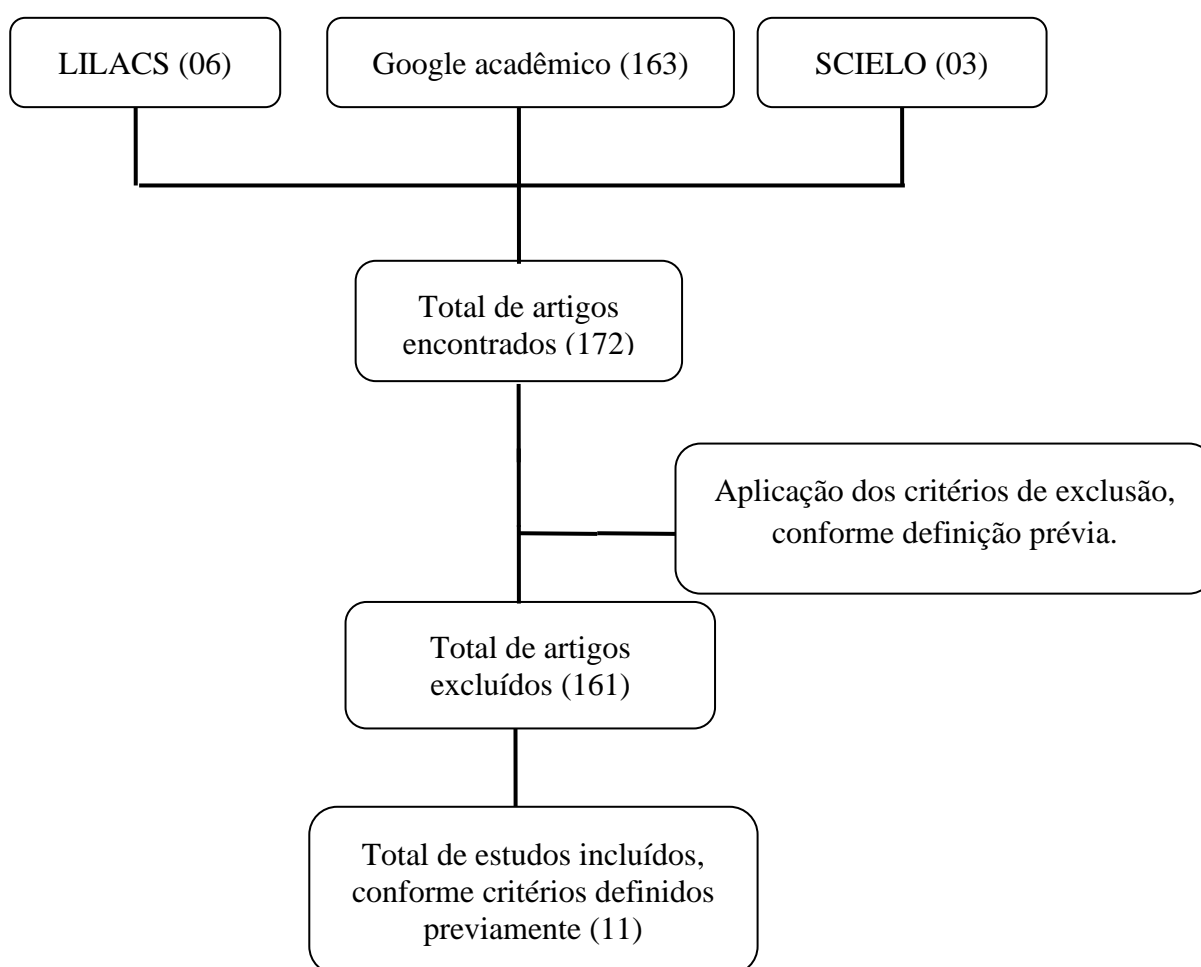 LILACS (06)
Google acadêmico (163)
SCIELO (03)
Total de artigos
encontrados (172)
Aplicação dos critérios de exclusão,
conforme definição prévia.
Total de artigos
excluídos (161)
Total de estudos incluídos,
conforme critérios definidos
previamente (11)